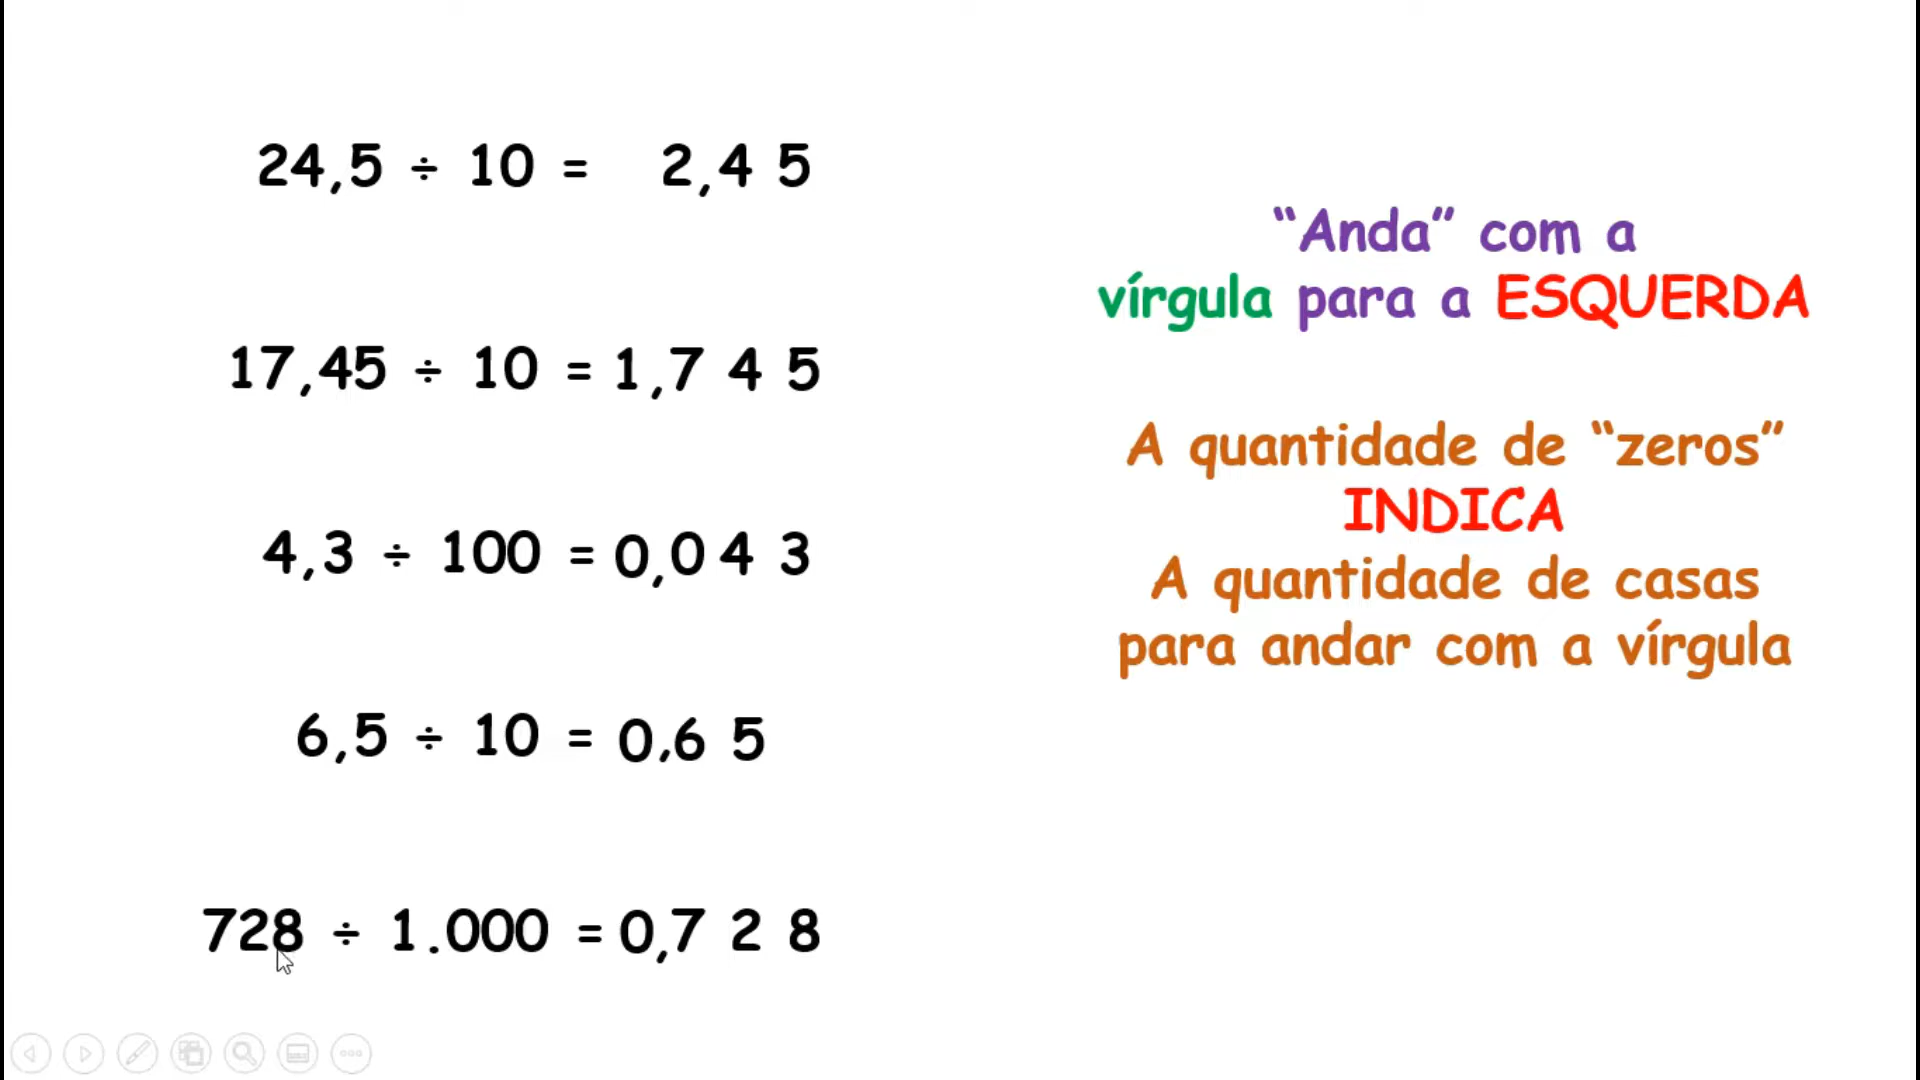 24,5 ÷ 10 = 2,4 5
17,45 ÷ 10 = 1,7 4 5
4,3 ÷ 100 = 0,0 4 3
6,5 ÷ 10 = 0,6 5
728 ÷ 1.000 = 0,7 2 8
“Anda” com a
vírgula para a ESQUERDA
A quantidade de “zeros”
INDICA
A quantidade de casas
para andar com a vírgula